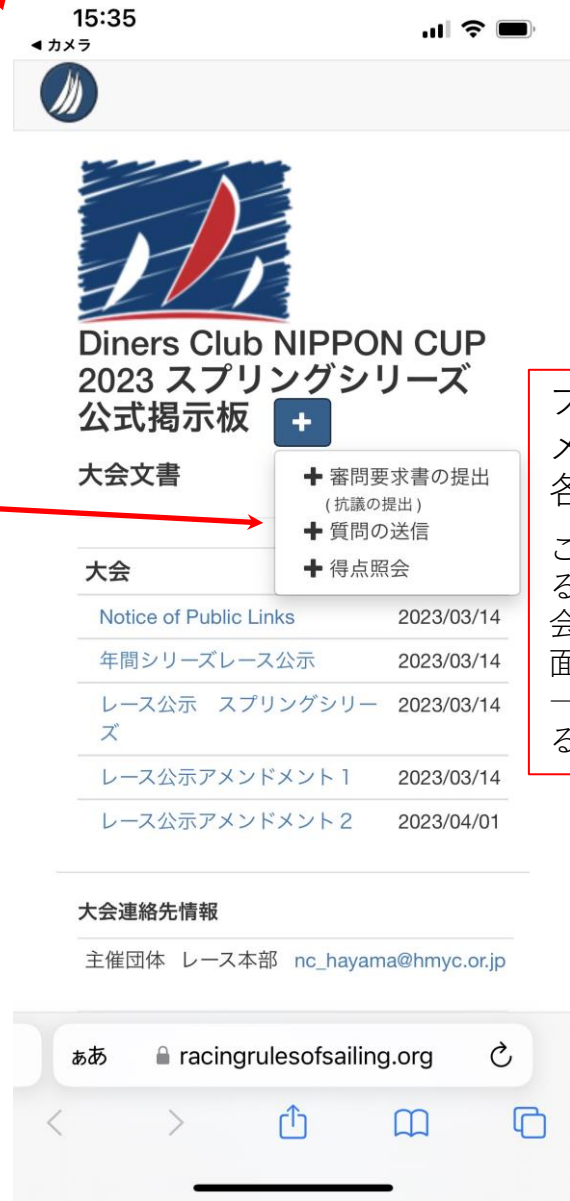 15:35
◀ カメラ
Diners Club NIPPON CUP
2023 スプリングシリーズ
公式掲示板 +
大会文書
✚ 審問要求書の提出
(抗議の提出)
✚ 質問の送信
✚ 得点照会
大会
Notice of Public Links 2023/03/14
年間シリーズレース公示 2023/03/14
レース公示 スプリングシリー 2023/03/14
ズ
レース公示アメンドメント 1 2023/03/14
レース公示アメンドメント 2 2023/04/01
大会連絡先情報
主催団体 レース本部 nc_hayama@hmyc.or.jp
ぁあ racingrulesofsailing.org
各
る
会
面
る